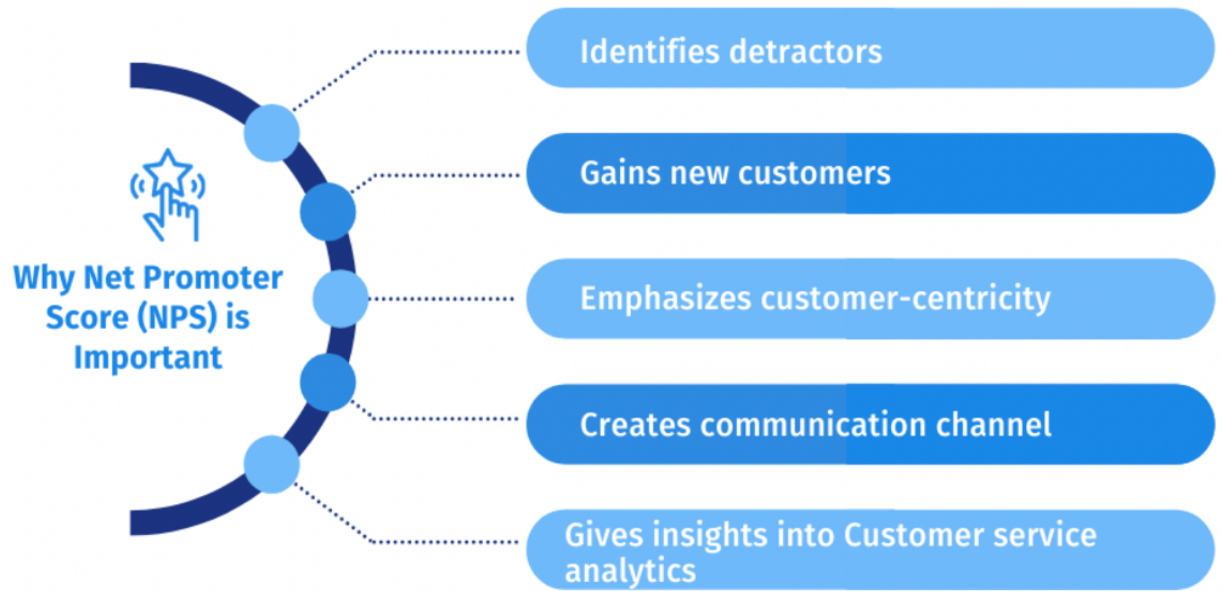 Why Net Promoter
Score (NPS) is
Important
Identifies detractors
Gains new customers
Emphasizes customer-centricity
Creates communication channel
Gives insights into Customer service
analytics